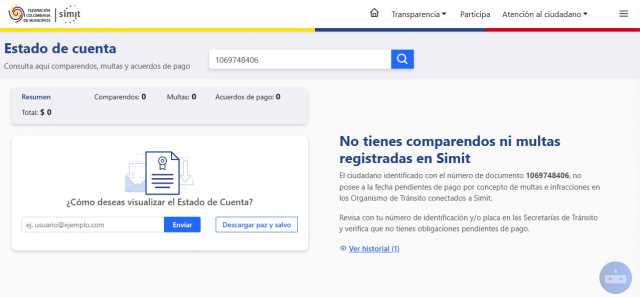 FEDERACIÓN
COLOMBIANA
DE MUNICIPIOS
simit
Transparencia
Participa
Atención al ciudadano
Estado de cuenta
Consulta aquí comparendos, multas y acuerdos de pago
1069748406
Resumen
Comparendos: 0
Multas: 0
Acuerdos de pago: 0
Total: $ 0
¿Cómo deseas visualizar el Estado de Cuenta?
ej. usuario@ejemplo.com
Enviar
Descargar paz y salvo
No tienes comparendos ni multas
registradas en Simit
El ciudadano identificado con el número de documento 1069748406, no
posee a la fecha pendientes de pago por concepto de multas e infracciones en
los Organismo de Tránsito conectados a Simit.
Revisa con tu número de identificación y/o placa en las Secretarías de Tránsito
y verifica que no tienes obligaciones pendientes de pago.
Ver historial (1)